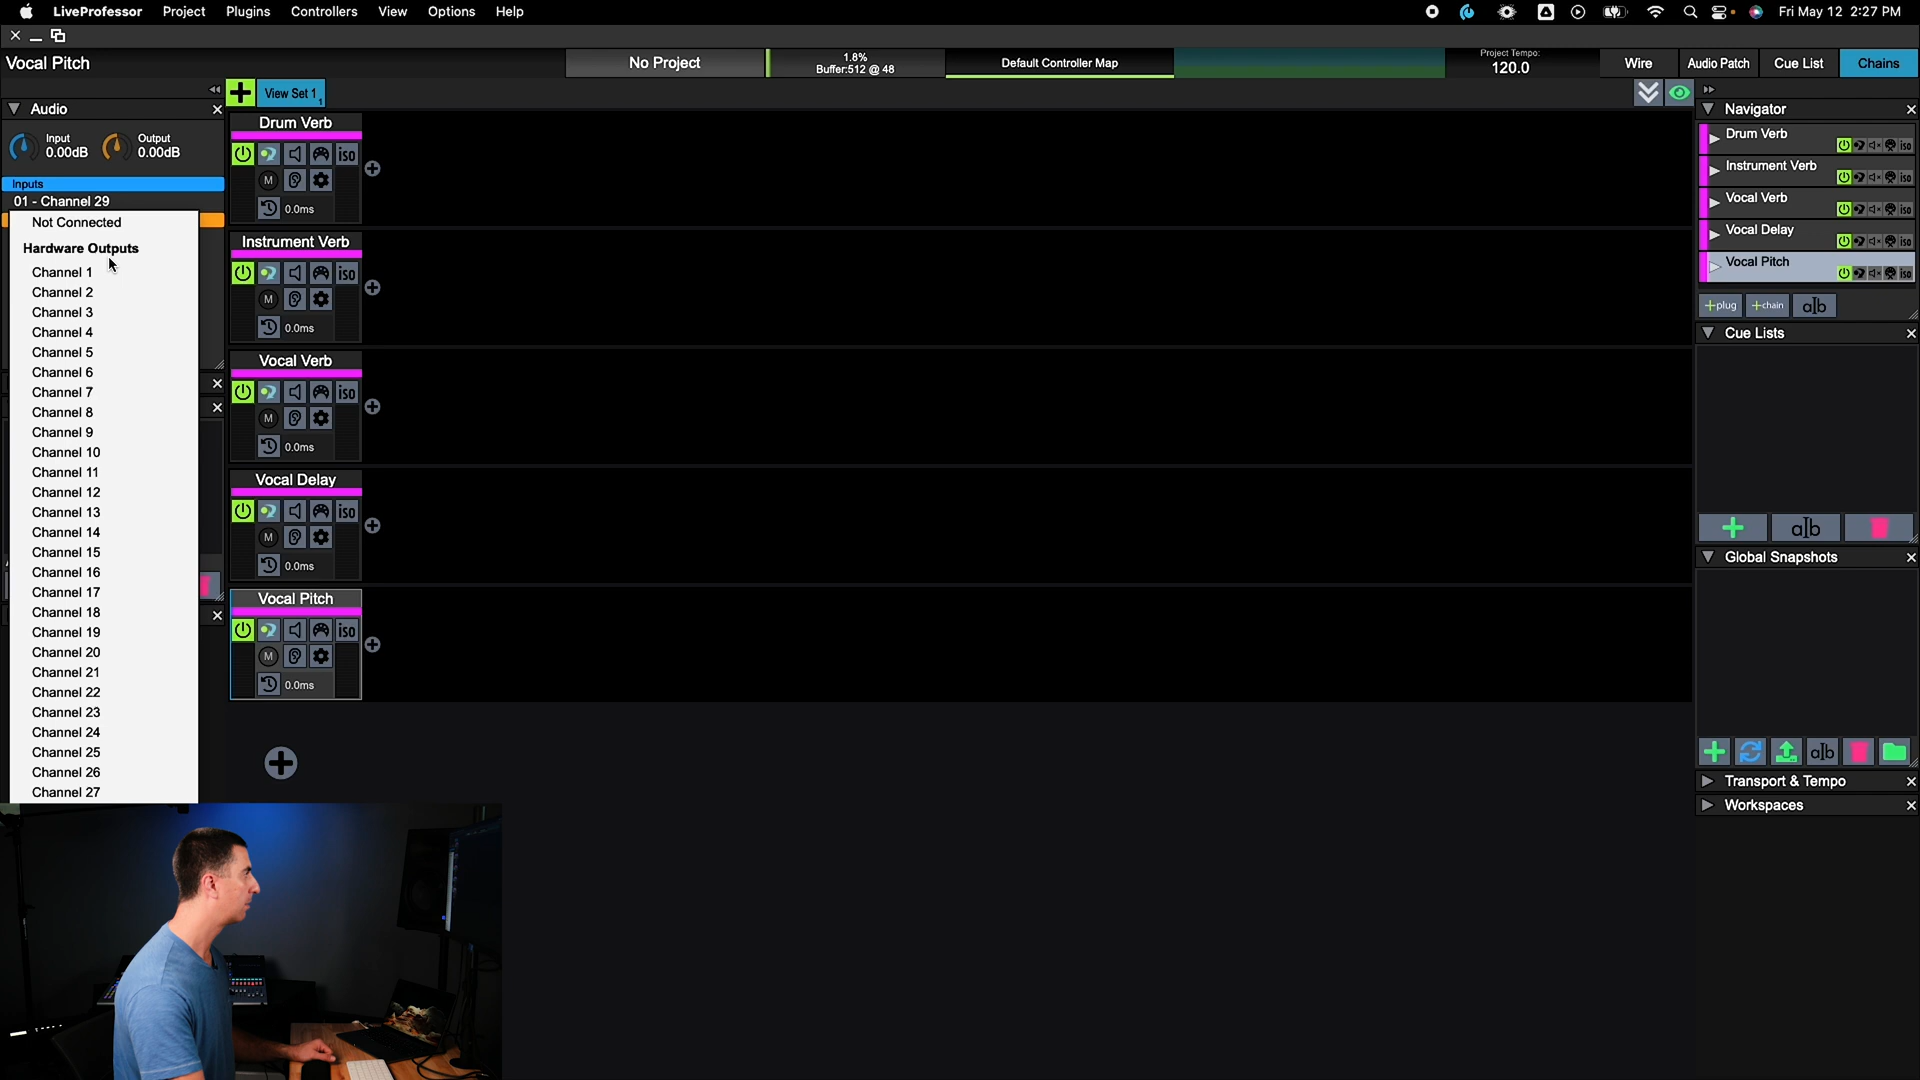 LiveProfessor Project Plugins Controllers View Options Help Fri May 12 2:27 PM
Vocal Pitch No Project 1.8% Default Controller Map Project Tempo: Wire Audio Patch Cue List Chains
Buffer:512 @ 48 120.0
View Set 1 1
Audio
Input Output
0.00dB 0.00dB
Inputs
01 - Channel 29
Not Connected
Hardware Outputs
Channel 1
Channel 2
Channel 3
Channel 4
Channel 5
Channel 6
Channel 7
Channel 8
Channel 9
Channel 10
Channel 11
Channel 12
Channel 13
Channel 14
Channel 15
Channel 16
Channel 17
Channel 18
Channel 19
Channel 20
Channel 21
Channel 22
Channel 23
Channel 24
Channel 25
Channel 26
Channel 27
Drum Verb
iso
M
0.0ms
Instrument Verb
iso
M
0.0ms
Vocal Verb
iso
M
0.0ms
Vocal Delay
iso
M
0.0ms
Vocal Pitch
iso
M
0.0ms
Navigator
Drum Verb
iso
Instrument Verb
iso
Vocal Verb
iso
Vocal Delay
iso
Vocal Pitch
iso
+plug +chain a|b
Cue Lists
a|b
Global Snapshots
a|b
Transport & Tempo
Workspaces